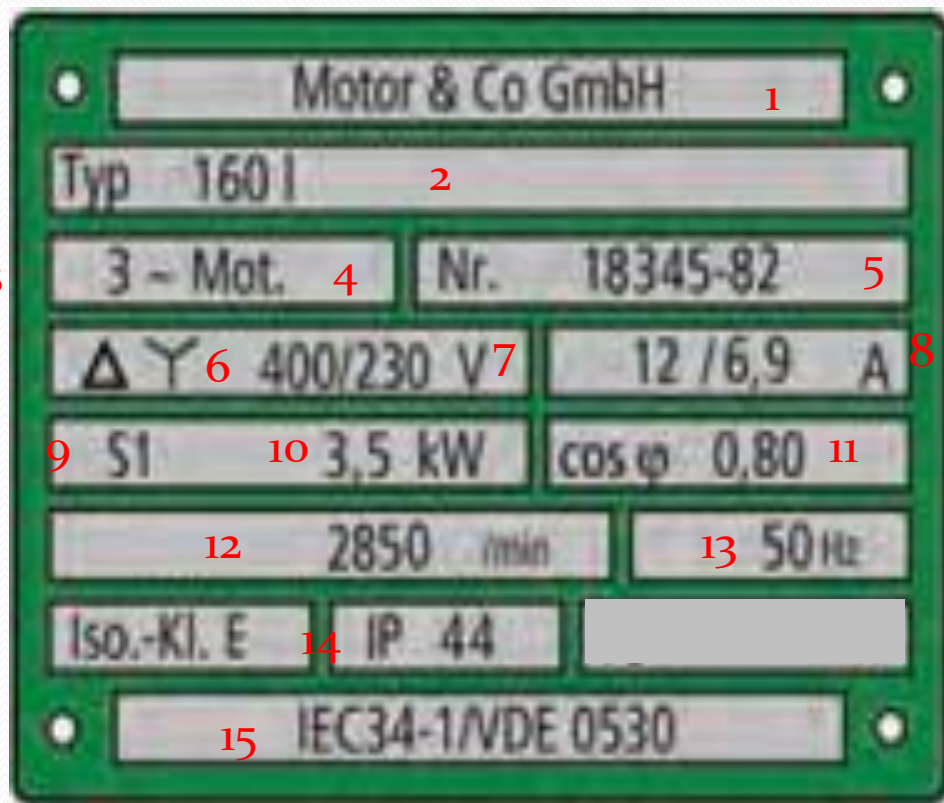 Motor & Co GmbH 1
Typ 160 l 2
3 ~ Mot. 4 Nr. 18345-82 5
Δ Y 6 400/230 V 7 12 / 6,9 A 8
9 S1 10 3,5 kW cos φ 0,80 11
12 2850 /min 13 50 Hz
Iso.-Kl. E 14 IP 44
15 IEC34-1/VDE 0530